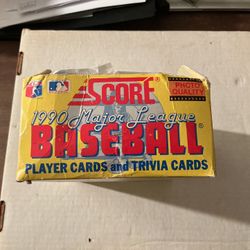 SCORE®
PHOTO QUALITY
1990 Major League
BASEBALL®
PLAYER CARDS and TRIVIA CARDS